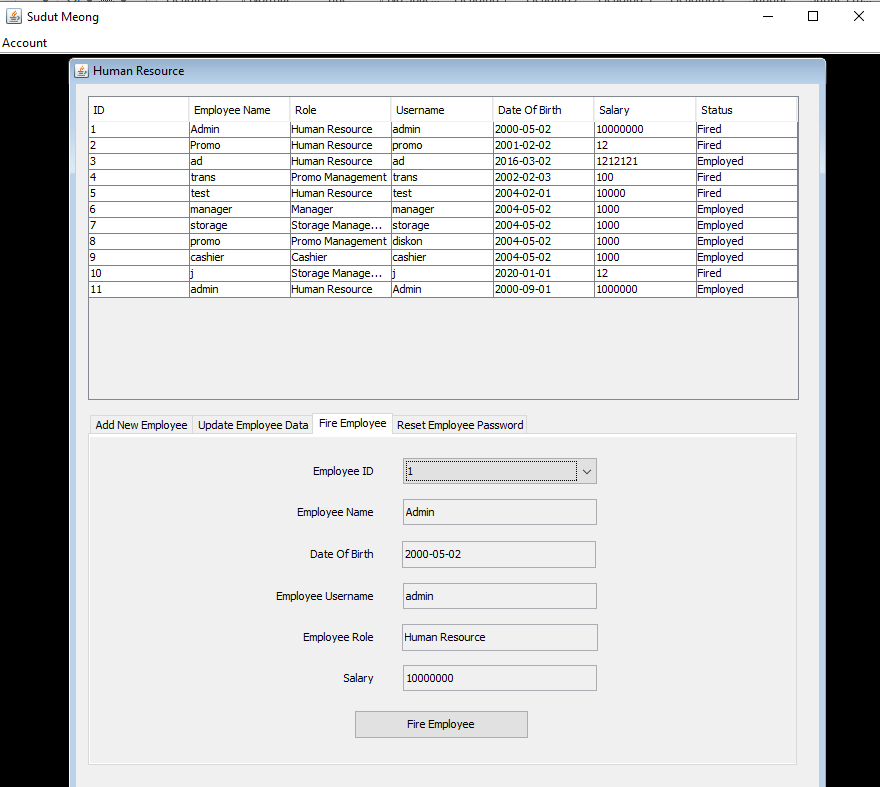 Sudut Meong
Account
Human Resource
ID Employee Name Role Username Date Of Birth Salary Status
1 Admin Human Resource admin 2000-05-02 10000000 Fired
2 Promo Human Resource promo 2001-02-02 12 Fired
3 ad Human Resource ad 2016-03-02 1212121 Employed
4 trans Promo Management trans 2002-02-03 100 Fired
5 test Human Resource test 2004-02-01 10000 Fired
6 manager Manager manager 2004-05-02 1000 Employed
7 storage Storage Manage... storage 2004-05-02 1000 Employed
8 promo Promo Management diskon 2004-05-02 1000 Employed
9 cashier Cashier cashier 2004-05-02 1000 Employed
10 j Storage Manage... j 2020-01-01 12 Fired
11 admin Human Resource Admin 2000-09-01 1000000 Employed
Add New Employee Update Employee Data Fire Employee Reset Employee Password
Employee ID 1
Employee Name Admin
Date Of Birth 2000-05-02
Employee Username admin
Employee Role Human Resource
Salary 10000000
Fire Employee